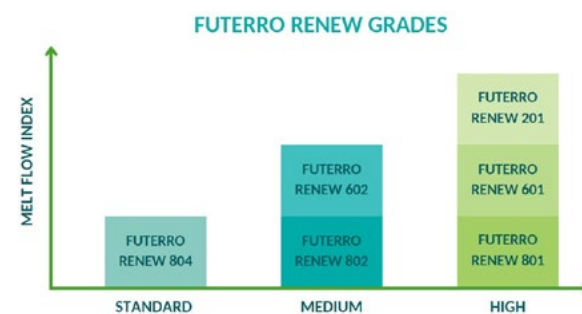 FUTERRO RENEW GRADES
MELT FLOW INDEX
FUTERRO
RENEW 201
FUTERRO
RENEW 602
FUTERRO
RENEW 601
FUTERRO
RENEW 804
FUTERRO
RENEW 802
FUTERRO
RENEW 801
STANDARD
MEDIUM
HIGH